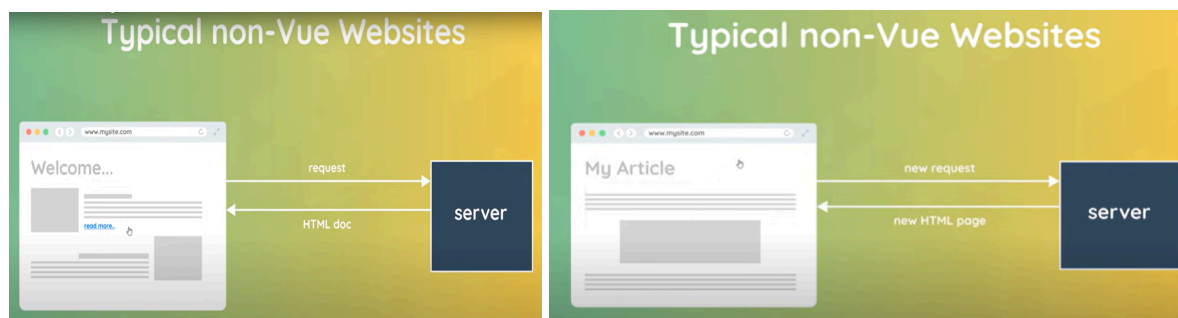 Typical non-Vue Websites
www.mysite.com
Welcome...
read more..
request
HTML doc
server
Typical non-Vue Websites
www.mysite.com
My Article
new request
new HTML page
server